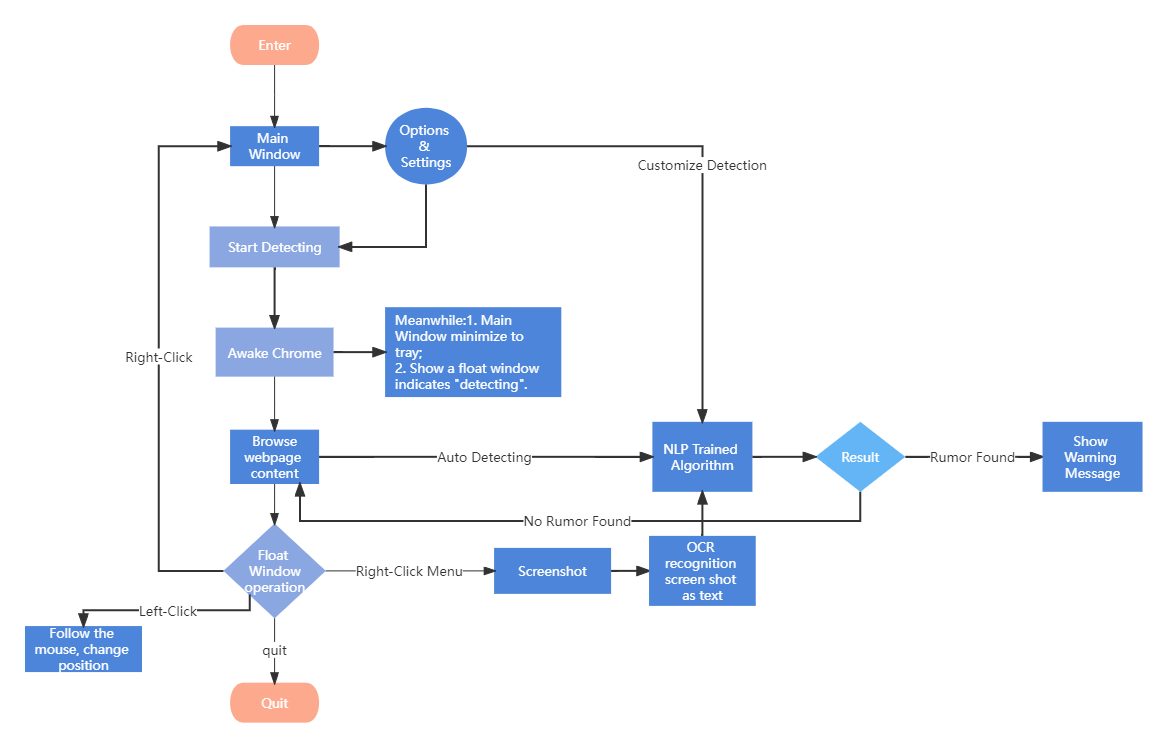 Enter
Main
Window
Options
&
Settings
Customize Detection
Start Detecting
Right-Click
Awake Chrome
Meanwhile:1. Main
Window minimize to
tray;
2. Show a float window
indicates "detecting".
Browse
webpage
content
Auto Detecting
NLP Trained
Algorithm
Result
Rumor Found
Show
Warning
Message
No Rumor Found
Float
Window
operation
Right-Click Menu
Screenshot
OCR
recognition
screen shot
as text
Left-Click
Follow the
mouse, change
position
quit
Quit